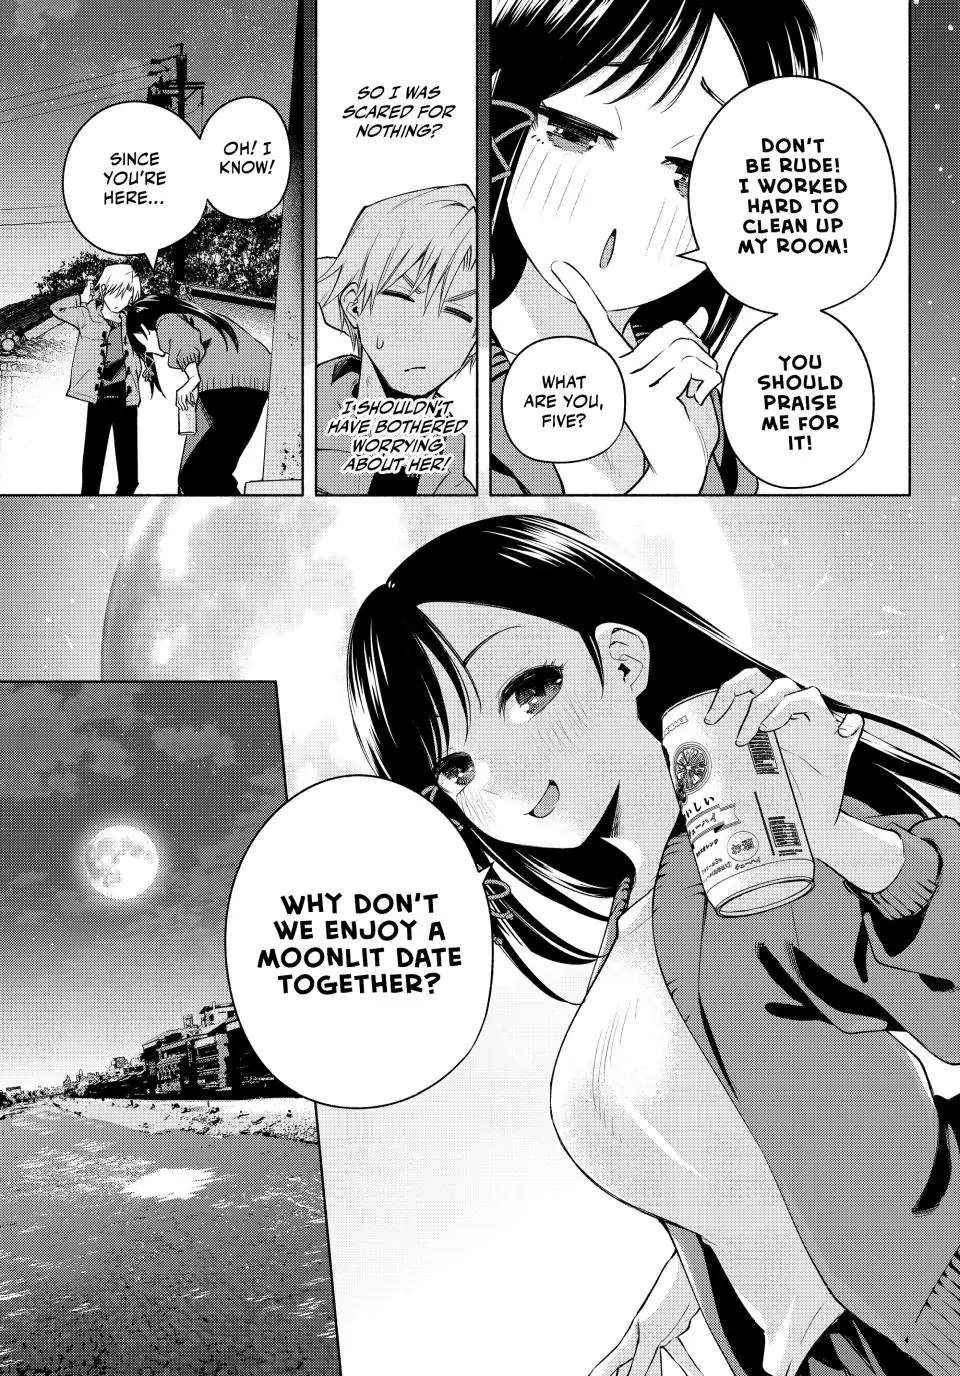 DON'T
BE RUDE!
I WORKED
HARD TO
CLEAN UP
MY ROOM!
YOU
SHOULD
PRAISE
ME FOR
IT!
WHAT
ARE YOU,
FIVE?
SO I WAS
SCARED FOR
NOTHING?
I SHOULDN'T
HAVE BOTHERED
WORRYING
ABOUT HER!
OH! I
KNOW!
SINCE
YOU'RE
HERE...
WHY DON'T
WE ENJOY A
MOONLIT DATE
TOGETHER?